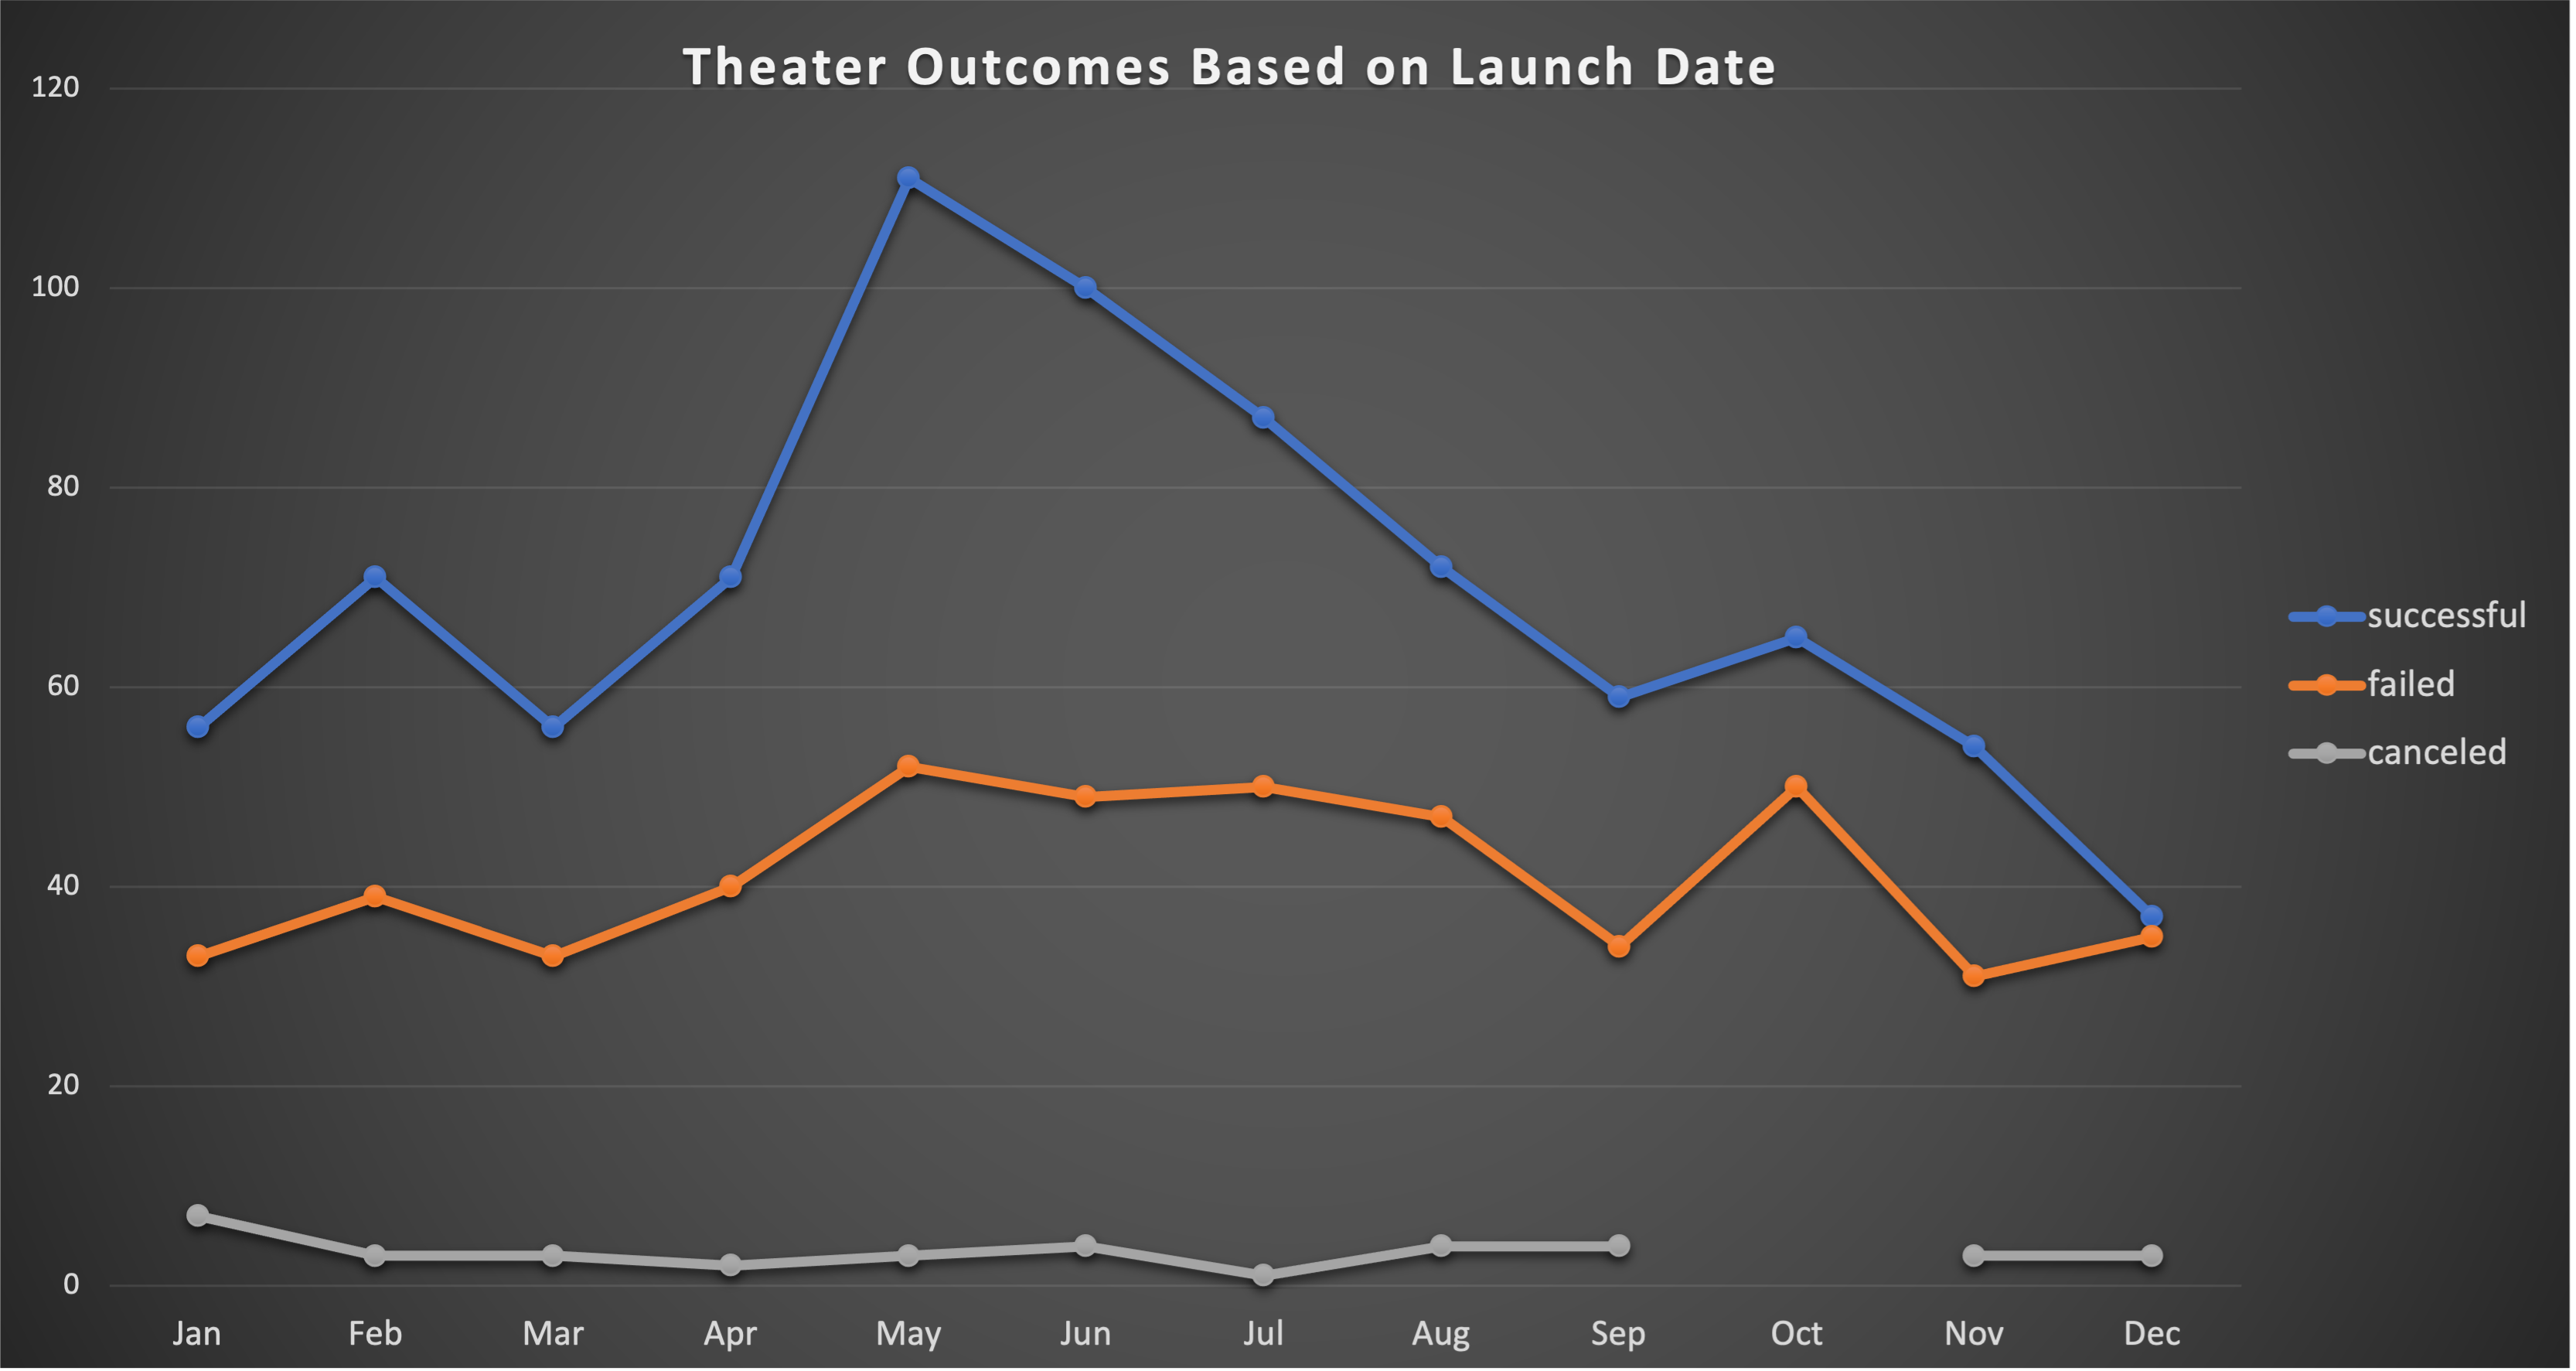 Theater Outcomes Based on Launch Date
120
100
80
60
40
20
0
Jan Feb Mar Apr May Jun Jul Aug Sep Oct Nov Dec
successful
failed
canceled